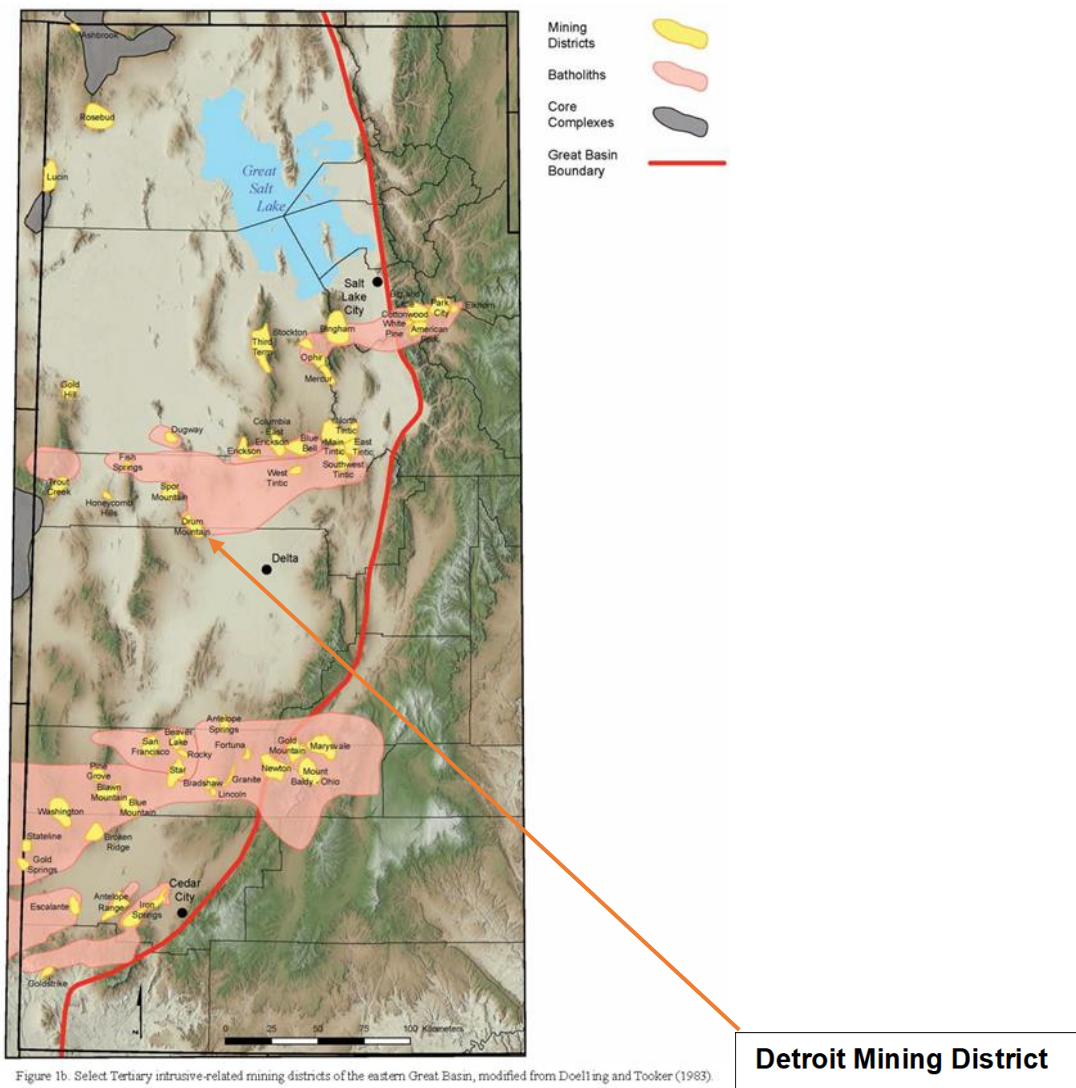 Mining
Districts
Batholiths
Core
Complexes
Great Basin
Boundary
Ashbrook
Rosebud
Lucin
Great
Salt
Lake
Salt
Lake
City
Cottonwood
White
Pine
Park
City
Elkhorn
American
Bingham
Stockton
Third
Term
Ophir
Mercur
Gold
Hill
Dugway
Columbia
East
Erickson
Erickson
Blue
Bell
North
Tintic
Main
Tintic
East
Tintic
Southwest
Tintic
West
Tintic
Fish
Springs
Trout
Creek
Honeycomb
Hills
Spor
Mountain
Drum
Mountain
Delta
Antelope
Springs
Beaver
Lake
San
Francisco
Rocky
Fortuna
Gold
Mountain
Marysvale
Star
Newton
Mount
Baldy - Ohio
Granite
Bradshaw
Lincoln
Pine
Grove
Blawn
Mountain
Blue
Mountain
Washington
Stateline
Broken
Ridge
Gold
Springs
Cedar
City
Escalante
Antelope
Range
Iron
Springs
Goldstrike
N
0 25 50 75 100 Kilometers
Detroit Mining District
Figure 1b. Select Tertiary intrusive-related mining districts of the eastern Great Basin, modified from Doelling and Tooker (1983).